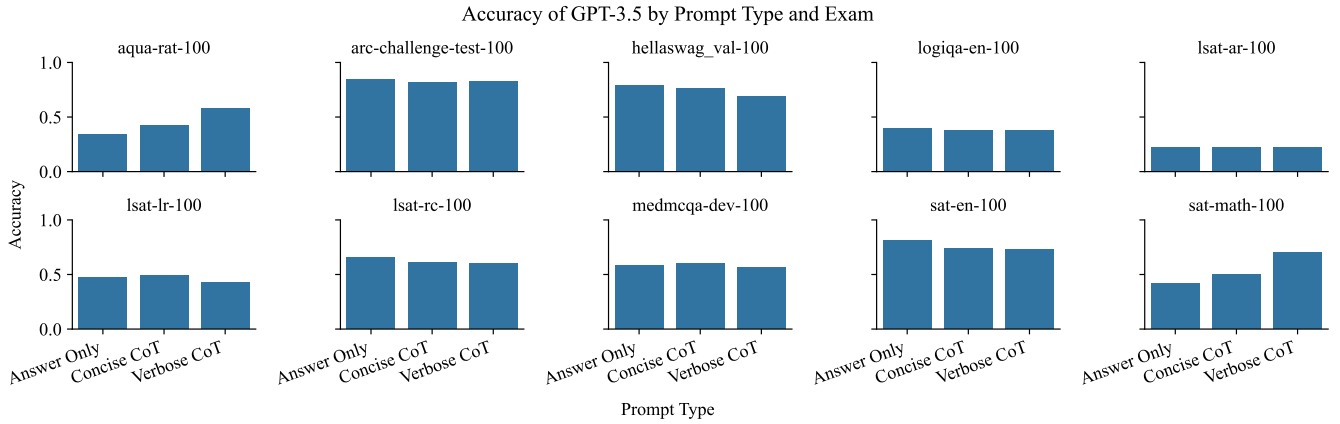 Accuracy of GPT-3.5 by Prompt Type and Exam
aqua-rat-100
arc-challenge-test-100
hellaswag_val-100
logiqa-en-100
lsat-ar-100
1.0
0.5
0.0
lsat-lr-100
lsat-rc-100
medmcqa-dev-100
sat-en-100
sat-math-100
1.0
0.5
0.0
Accuracy
Answer Only
Concise CoT
Verbose CoT
Answer Only
Concise CoT
Verbose CoT
Answer Only
Concise CoT
Verbose CoT
Answer Only
Concise CoT
Verbose CoT
Answer Only
Concise CoT
Verbose CoT
Prompt Type